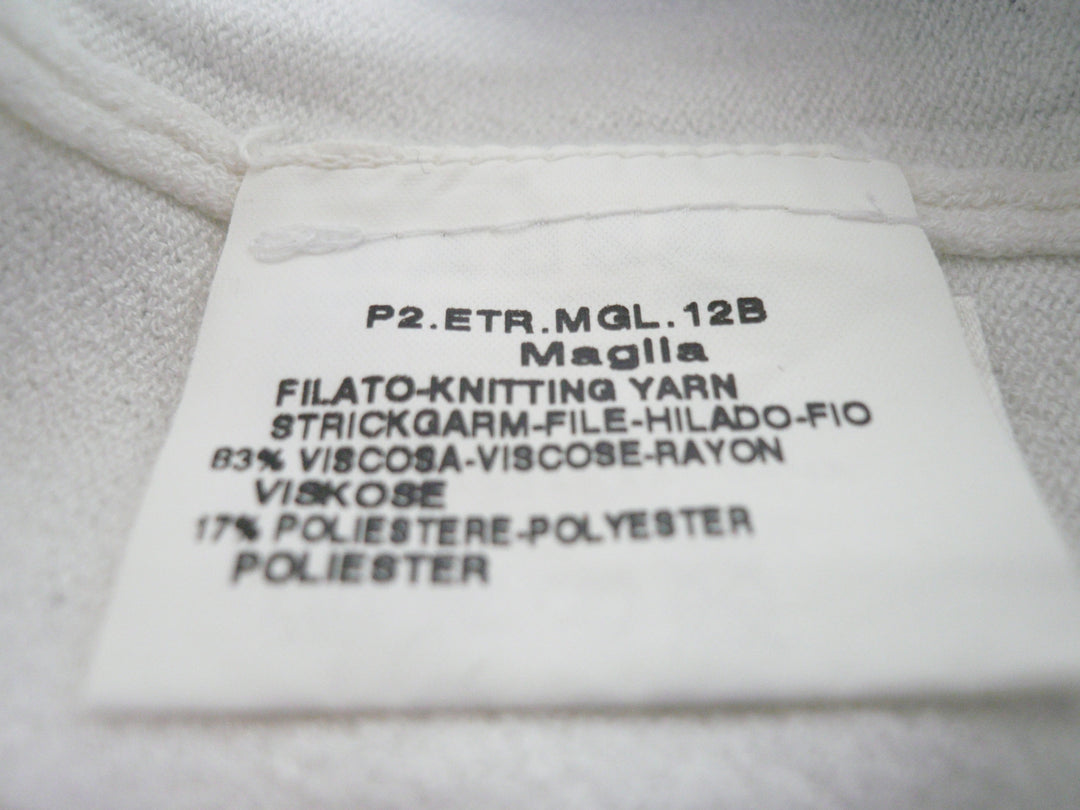 P2.ETR.MGL.12B
Maglia
FILATO-KNITTING YARN
STRICKGARM-FILE-HILADO-FIO
83% VISCOSA-VISCOSE-RAYON
VISKOSE
17% POLIESTERE-POLYESTER
POLIESTER